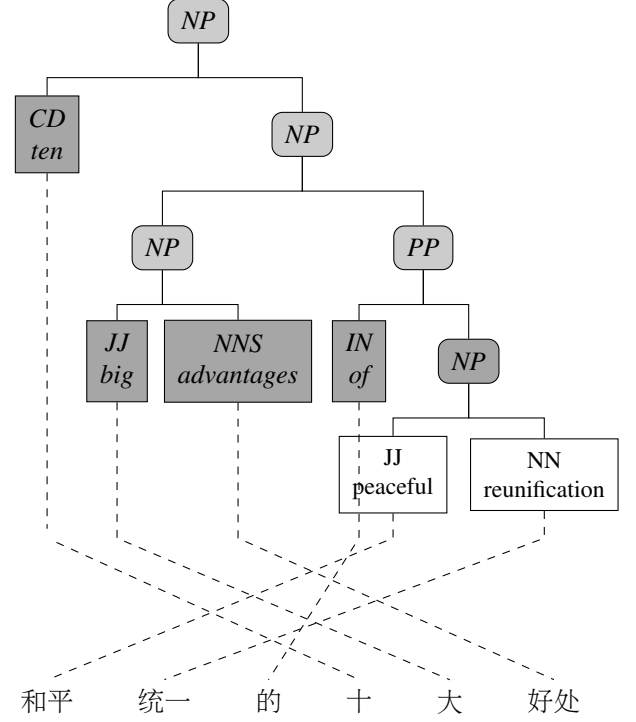 NP
CD
ten
NP
NP
PP
JJ
big
NNS
advantages
IN
of
NP
JJ
peaceful
NN
reunification
和平 统一 的 十 大 好处